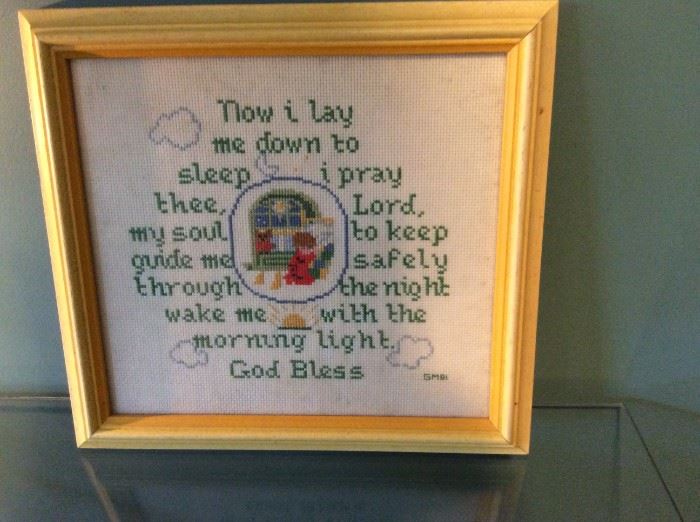 Now i lay
me down to
sleep i pray
thee, Lord,
my soul to keep
guide me safely
through the night
wake me with the
morning light.
God Bless
SM81